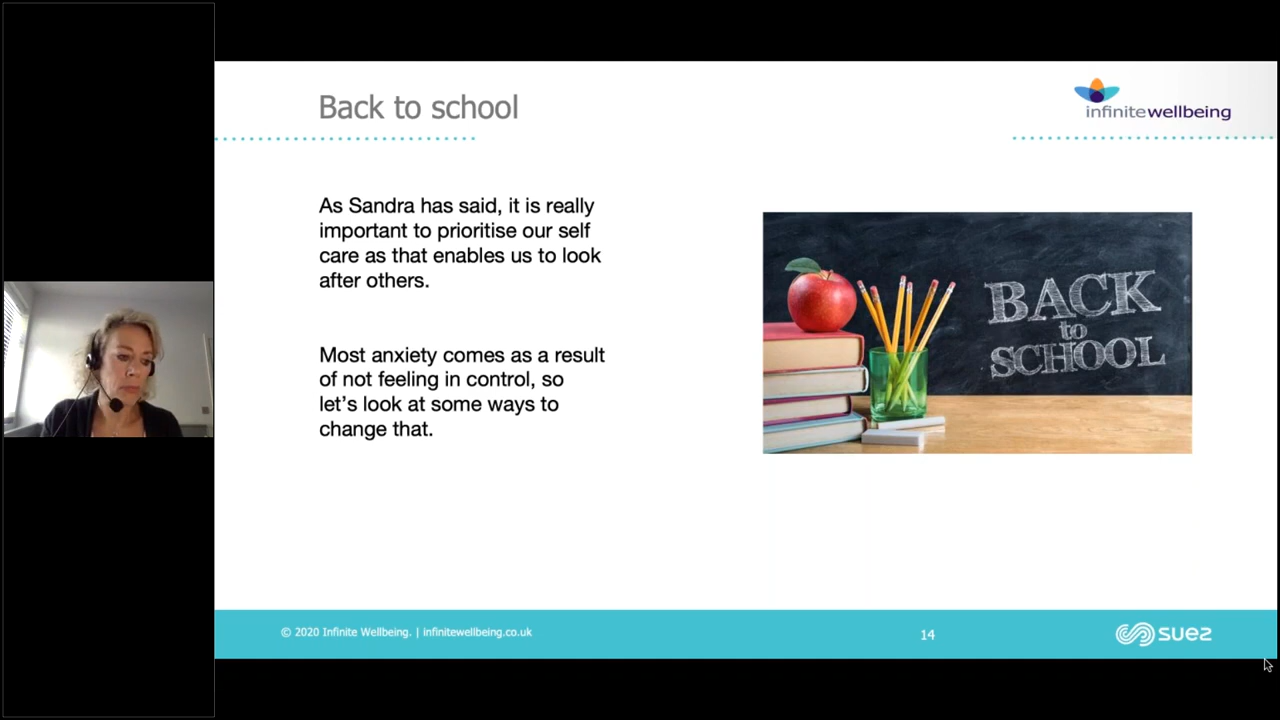 Back to school
infinitewellbeing
As Sandra has said, it is really
important to prioritise our self
care as that enables us to look
after others.
Most anxiety comes as a result
of not feeling in control, so
let's look at some ways to
change that.
BACK
to
SCHOOL
© 2020 Infinite Wellbeing. | infinitewellbeing.co.uk
14
suez